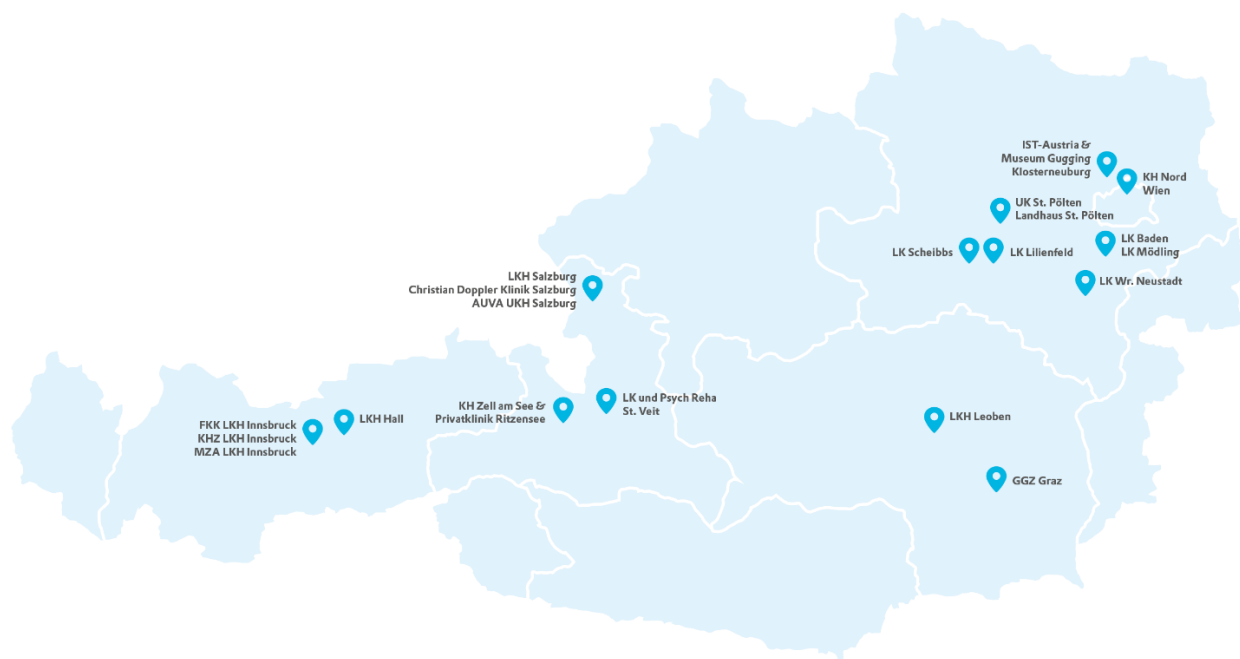 IST-Austria &
Museum Gugging
Klosterneuburg
KH Nord
Wien
UK St. Pölten
Landhaus St. Pölten
LK Baden
LK Mödling
LK Scheibbs
LK Lilienfeld
LK Wr. Neustadt
LKH Salzburg
Christian Doppler Klinik Salzburg
AUVA UKH Salzburg
KH Zell am See &
Privatklinik Ritzensee
LK und Psych Reha
St. Veit
FKK LKH Innsbruck
KHZ LKH Innsbruck
MZA LKH Innsbruck
LKH Hall
LKH Leoben
GGZ Graz